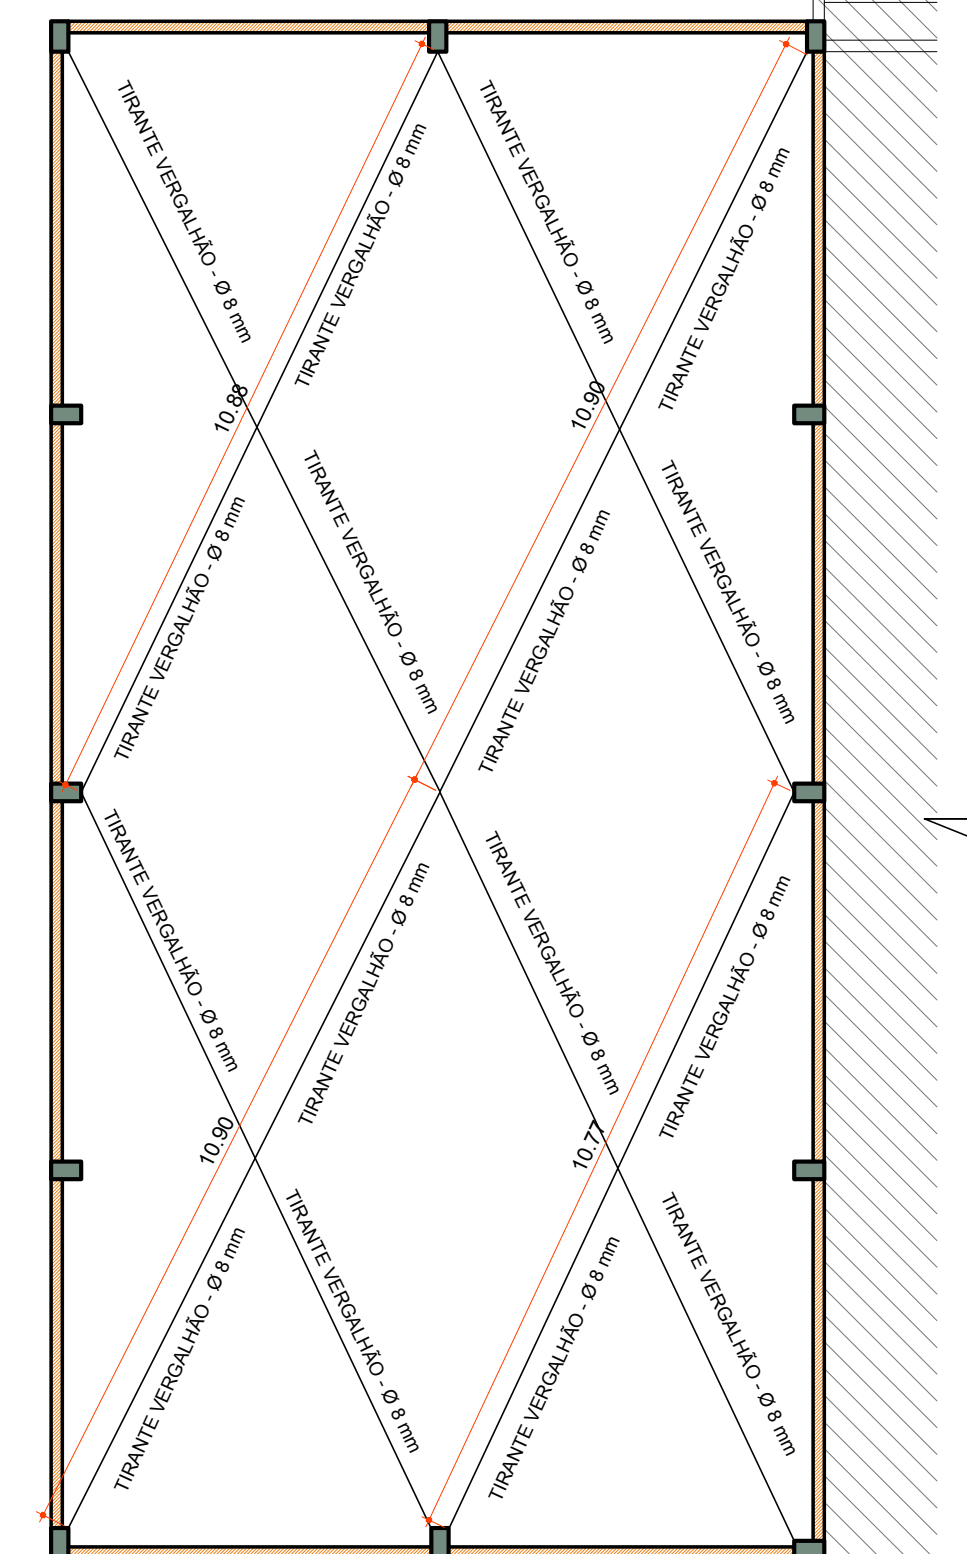 TIRANTE VERGALHÃO - Ø 8 mm
TIRANTE VERGALHÃO - Ø 8 mm
TIRANTE VERGALHÃO - Ø 8 mm
TIRANTE VERGALHÃO - Ø 8 mm
10.88
10.90
TIRANTE VERGALHÃO - Ø 8 mm
TIRANTE VERGALHÃO - Ø 8 mm
TIRANTE VERGALHÃO - Ø 8 mm
TIRANTE VERGALHÃO - Ø 8 mm
TIRANTE VERGALHÃO - Ø 8 mm
TIRANTE VERGALHÃO - Ø 8 mm
TIRANTE VERGALHÃO - Ø 8 mm
TIRANTE VERGALHÃO - Ø 8 mm
10.90
10.77
TIRANTE VERGALHÃO - Ø 8 mm
TIRANTE VERGALHÃO - Ø 8 mm
TIRANTE VERGALHÃO - Ø 8 mm
TIRANTE VERGALHÃO - Ø 8 mm